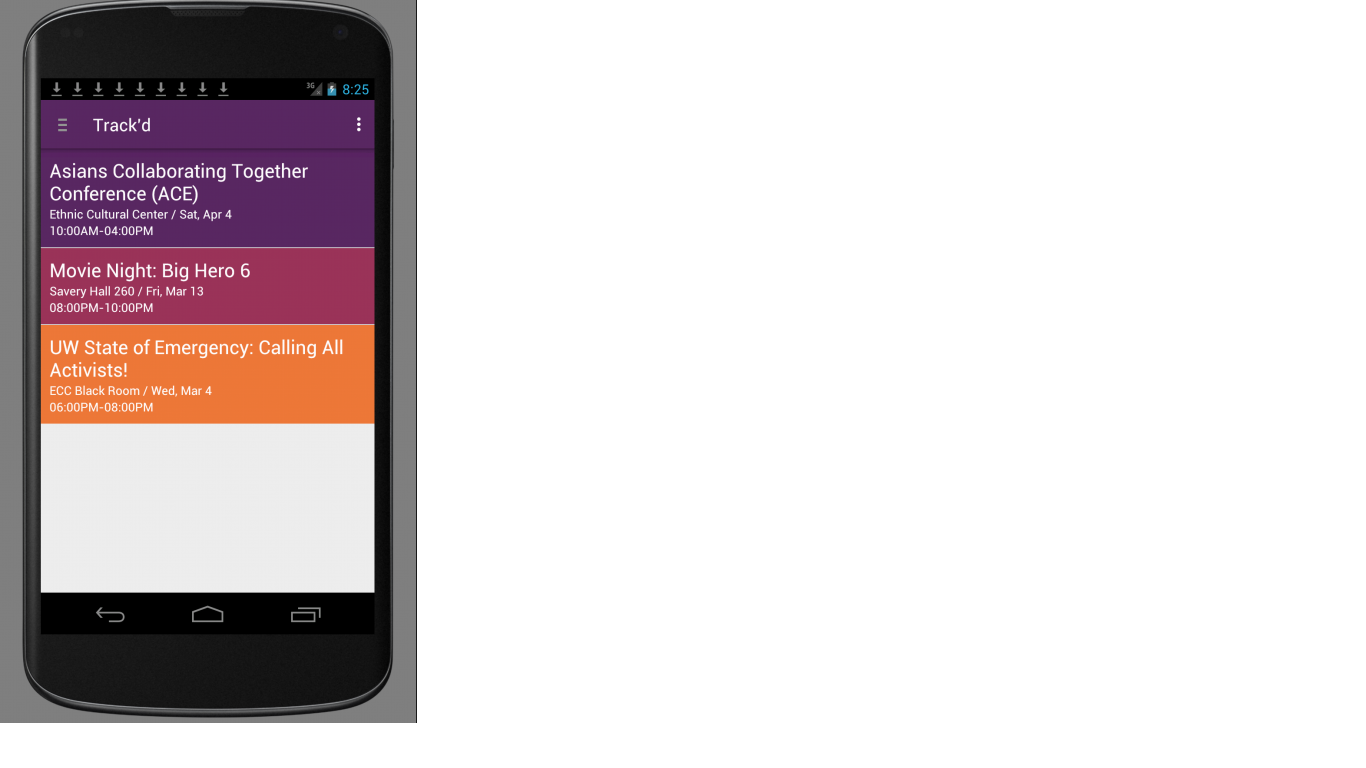 3G 8:25
Track'd
Asians Collaborating Together
Conference (ACE)
Ethnic Cultural Center / Sat, Apr 4
10:00AM-04:00PM
Movie Night: Big Hero 6
Savery Hall 260 / Fri, Mar 13
08:00PM-10:00PM
UW State of Emergency: Calling All
Activists!
ECC Black Room / Wed, Mar 4
06:00PM-08:00PM